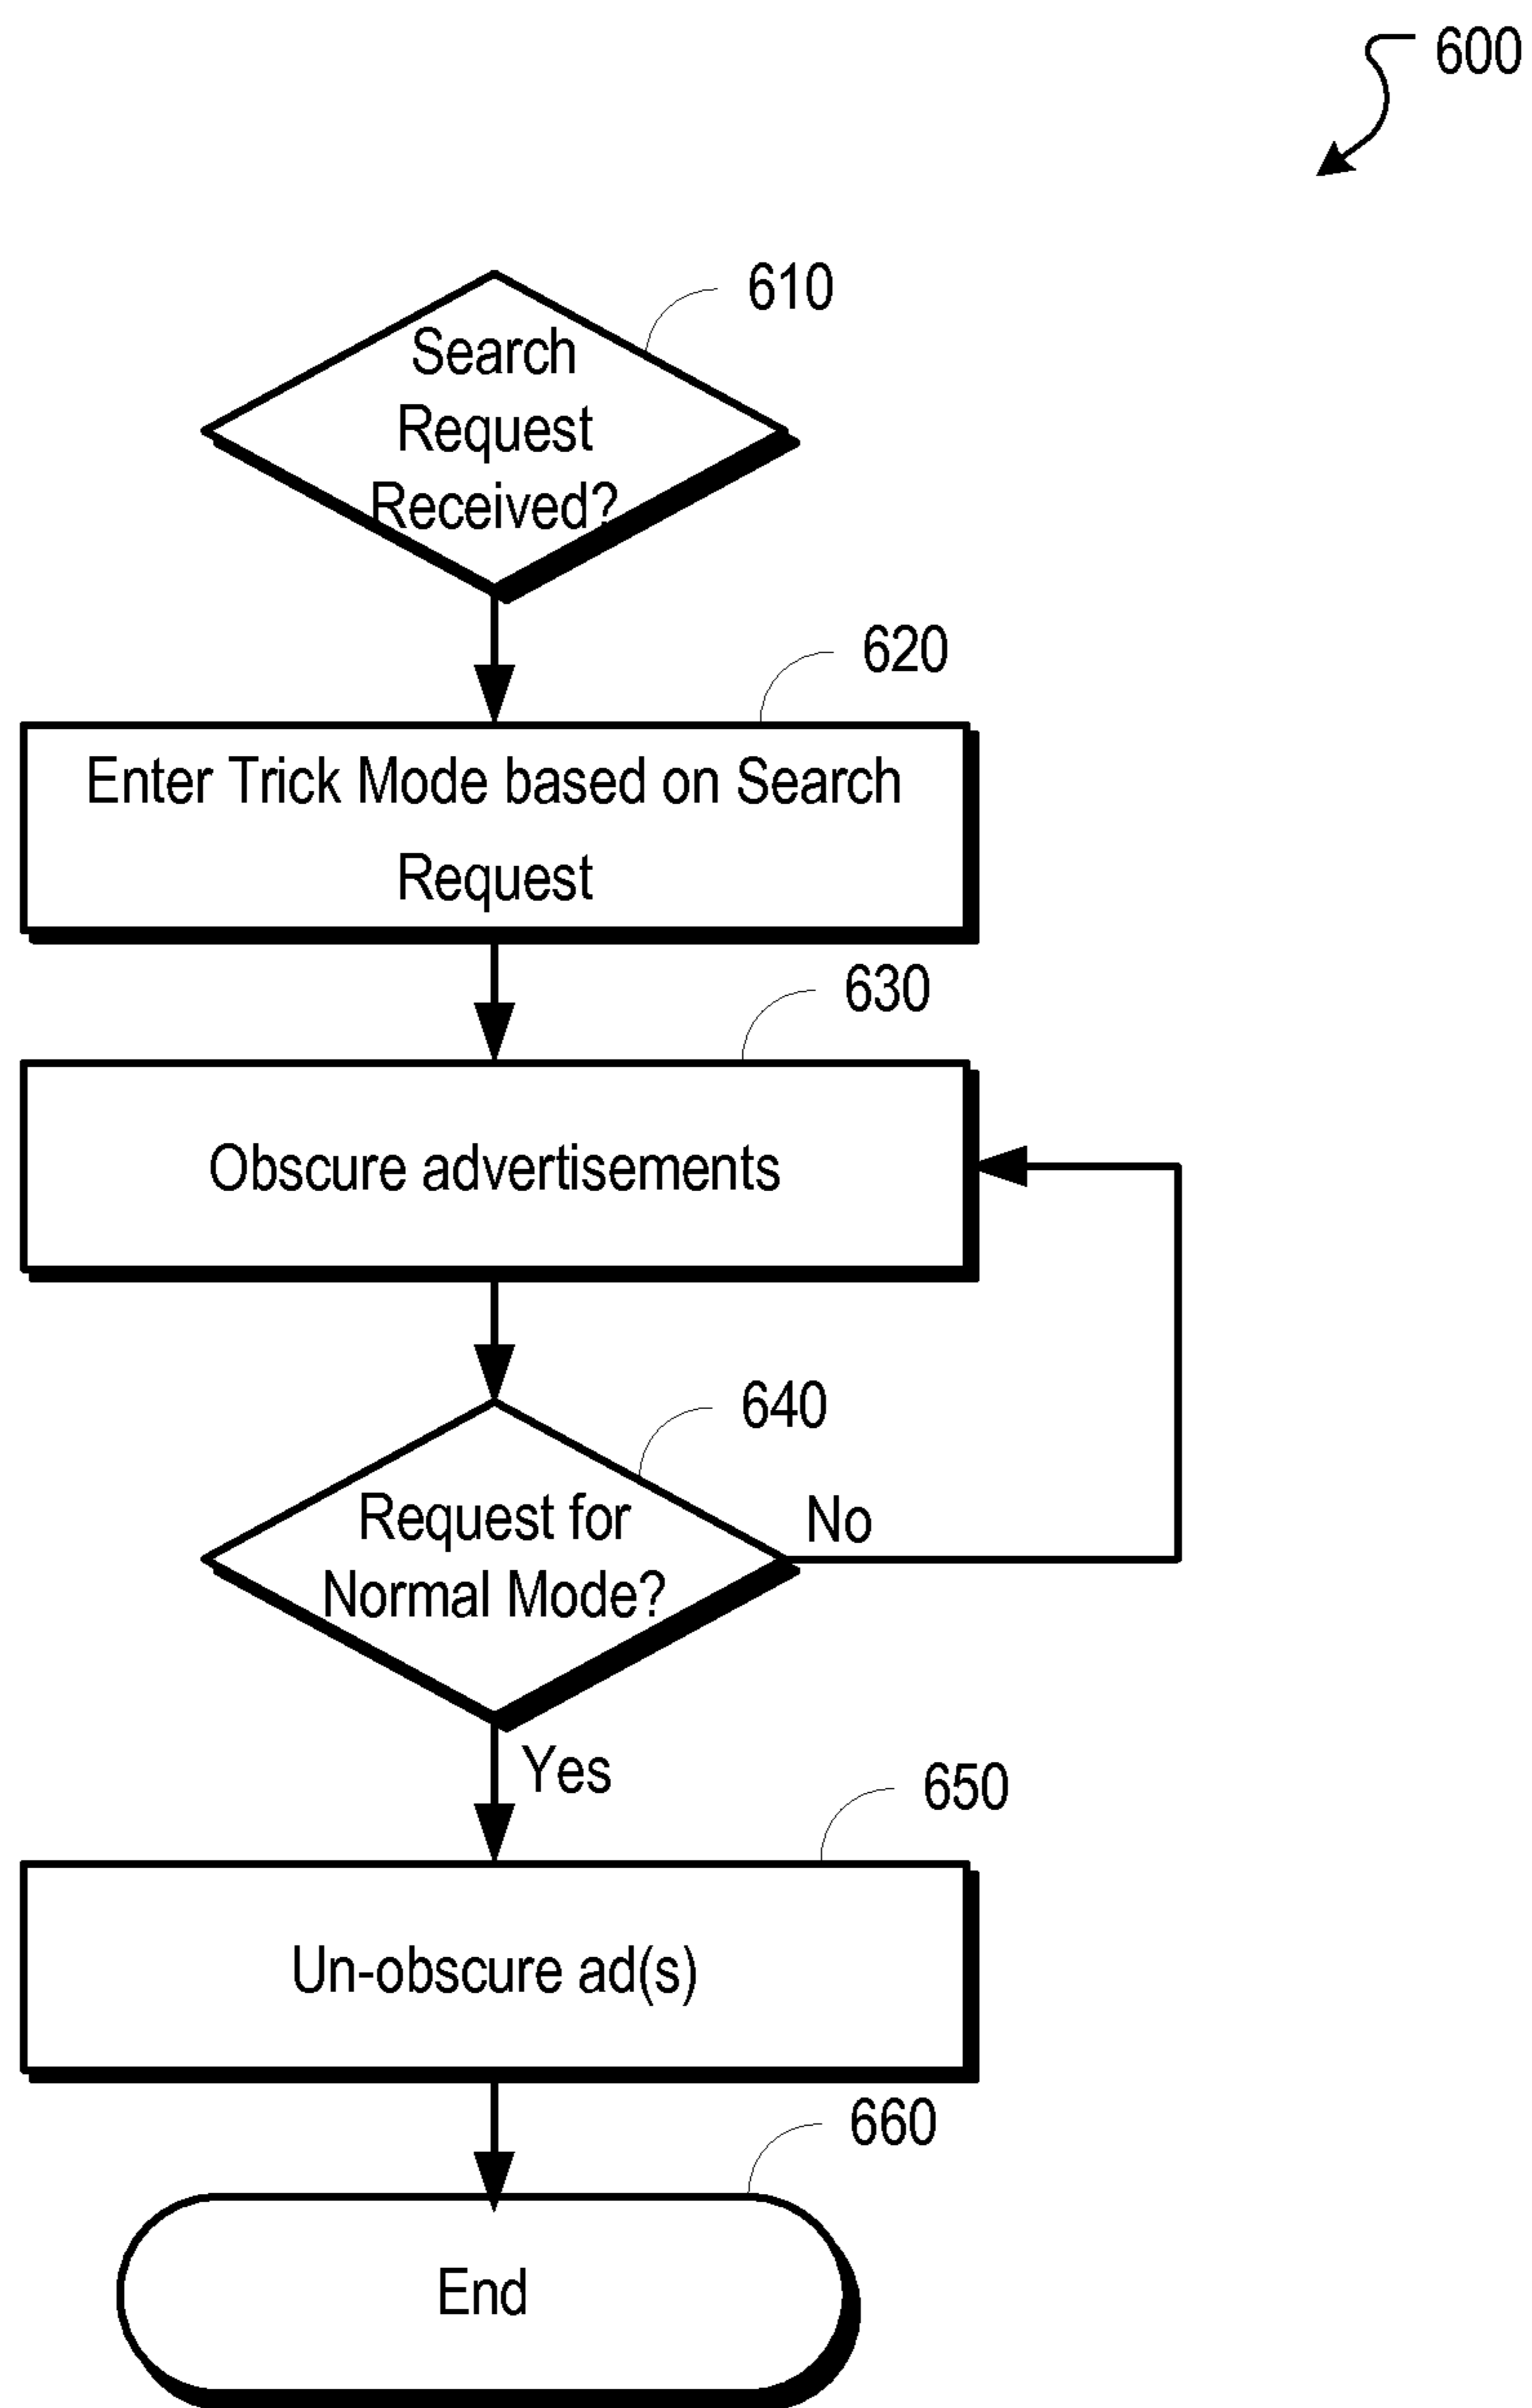 600
610
Search
Request
Received?
620
Enter Trick Mode based on Search
Request
630
Obscure advertisements
640
Request for
Normal Mode?
No
Yes
650
Un-obscure ad(s)
660
End